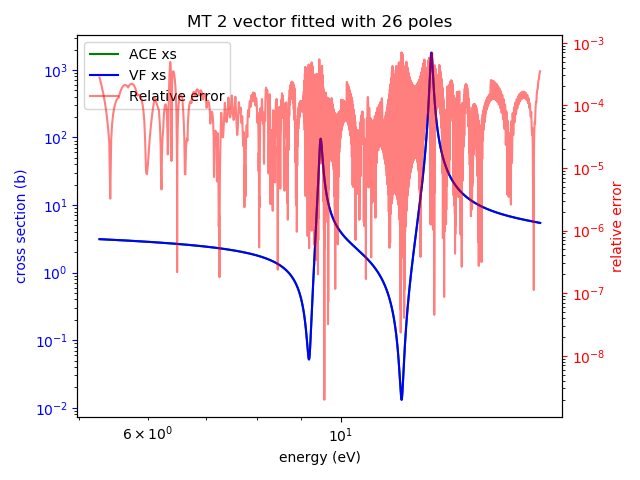 MT 2 vector fitted with 26 poles
ACE xs
VF xs
Relative error
cross section (b)
10³
10²
10¹
10⁰
10⁻¹
10⁻²
10⁻³
10⁻⁴
10⁻⁵
10⁻⁶
10⁻⁷
10⁻⁸
relative error
6 × 10⁰
10¹
energy (eV)